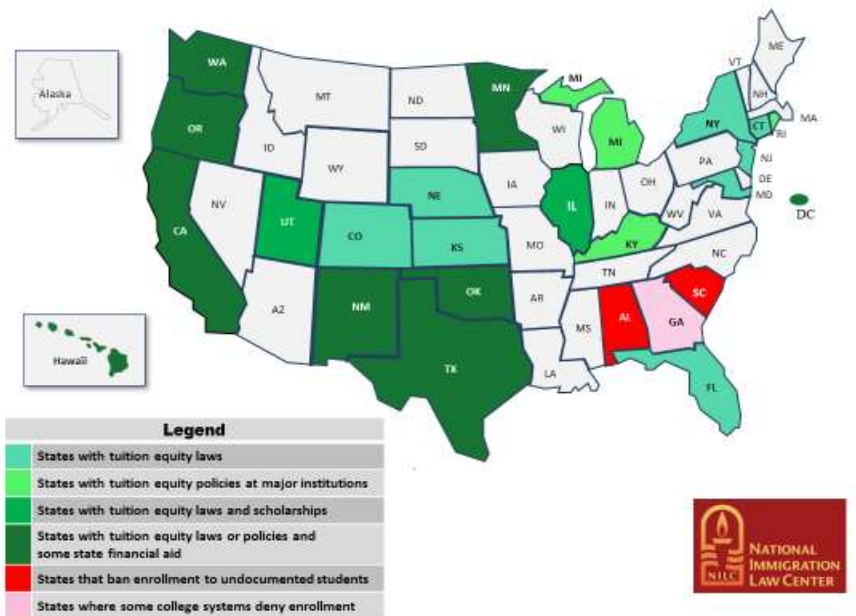 Alaska
WA
OR
CA
NV
ID
MT
WY
UT
AZ
CO
NM
ND
SD
NE
KS
OK
TX
MN
IA
MO
AR
LA
WI
IL
MI
MI
IN
OH
KY
TN
MS
AL
GA
SC
NC
FL
WV
VA
PA
NY
VT
NH
ME
MA
CT
RI
NJ
DE
MD
DC
Hawaii
Legend
States with tuition equity laws
States with tuition equity policies at major institutions
States with tuition equity laws and scholarships
States with tuition equity laws or policies and
some state financial aid
States that ban enrollment to undocumented students
States where some college systems deny enrollment
NILC
NATIONAL
IMMIGRATION
LAW CENTER